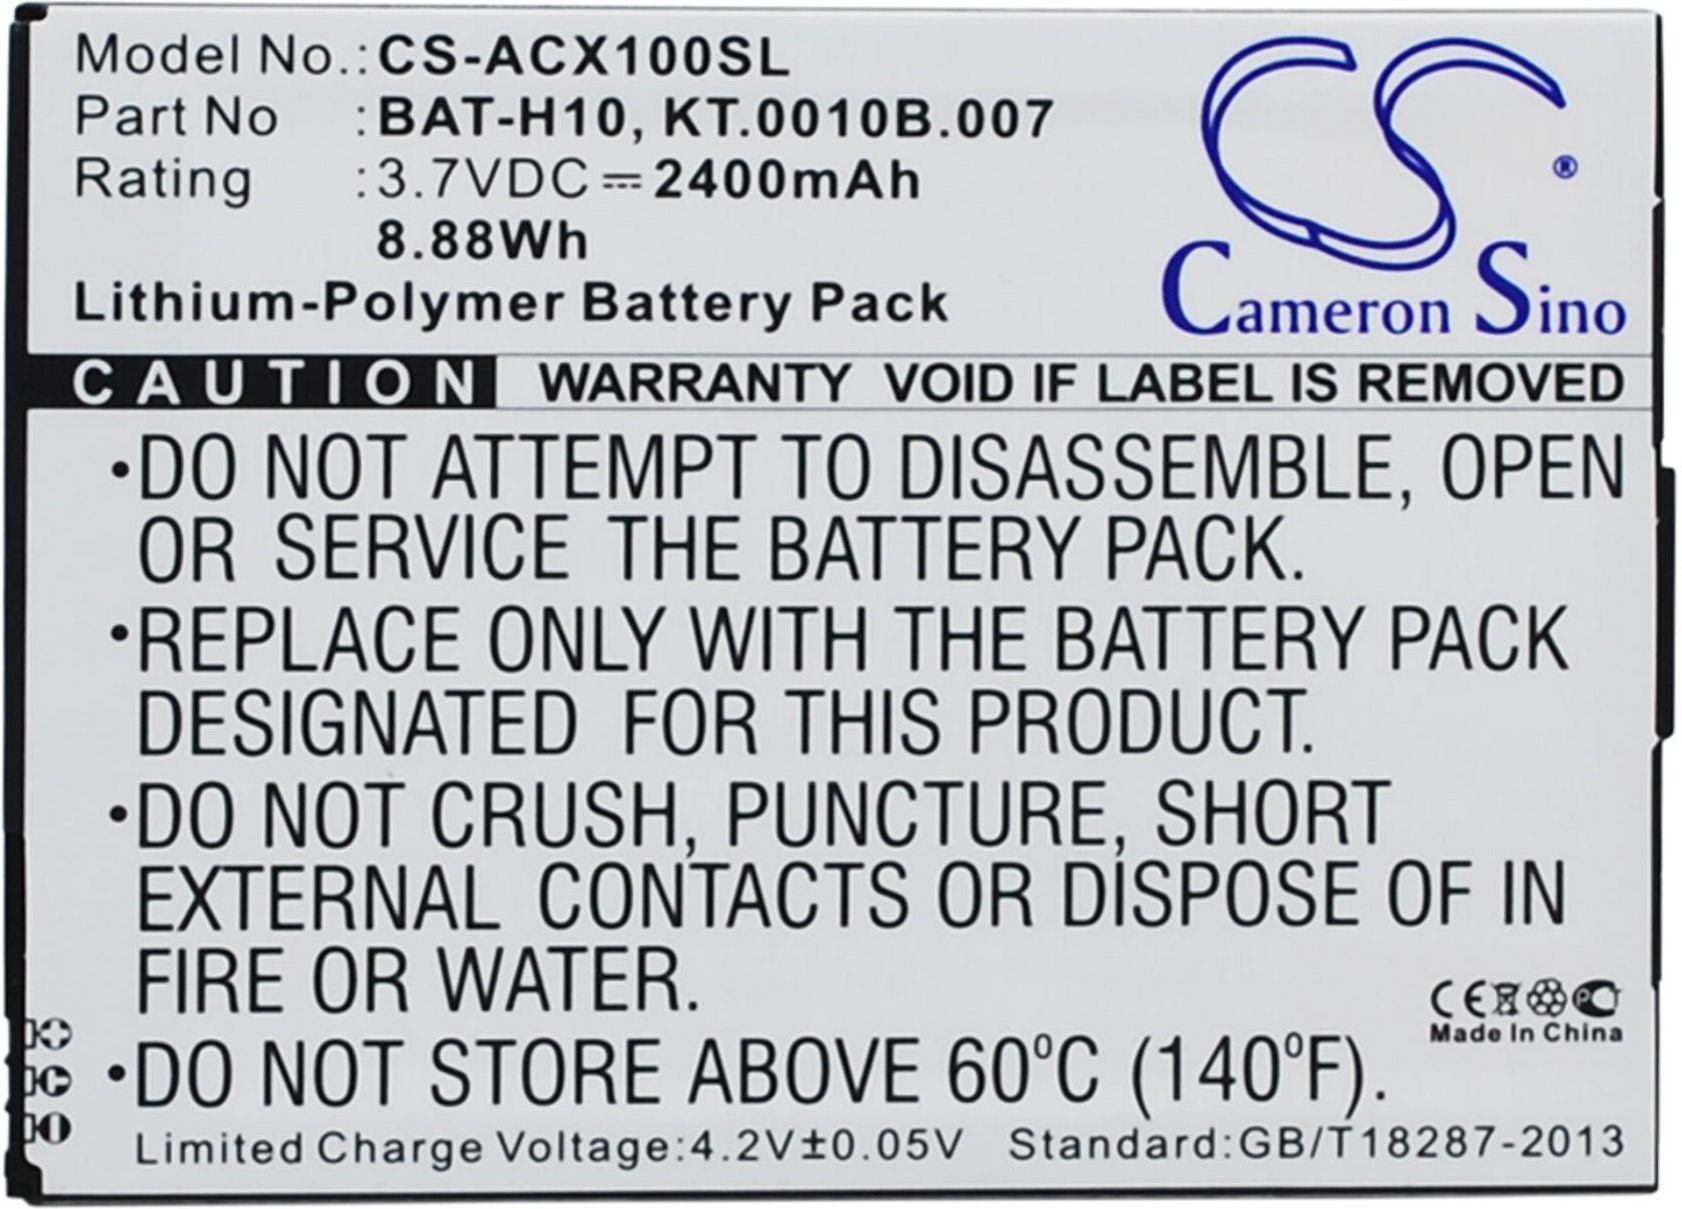 Model No.: CS-ACX100SL
Part No : BAT-H10, KT.0010B.007
Rating : 3.7VDC⎓2400mAh
8.88Wh
Lithium-Polymer Battery Pack
CS®
Cameron Sino
CAUTION WARRANTY VOID IF LABEL IS REMOVED
•DO NOT ATTEMPT TO DISASSEMBLE, OPEN
OR SERVICE THE BATTERY PACK.
•REPLACE ONLY WITH THE BATTERY PACK
DESIGNATED FOR THIS PRODUCT.
•DO NOT CRUSH, PUNCTURE, SHORT
EXTERNAL CONTACTS OR DISPOSE OF IN
FIRE OR WATER.
CE PC
Made In China
•DO NOT STORE ABOVE 60°C (140°F).
+
C
Limited Charge Voltage:4.2V±0.05V Standard:GB/T18287-2013